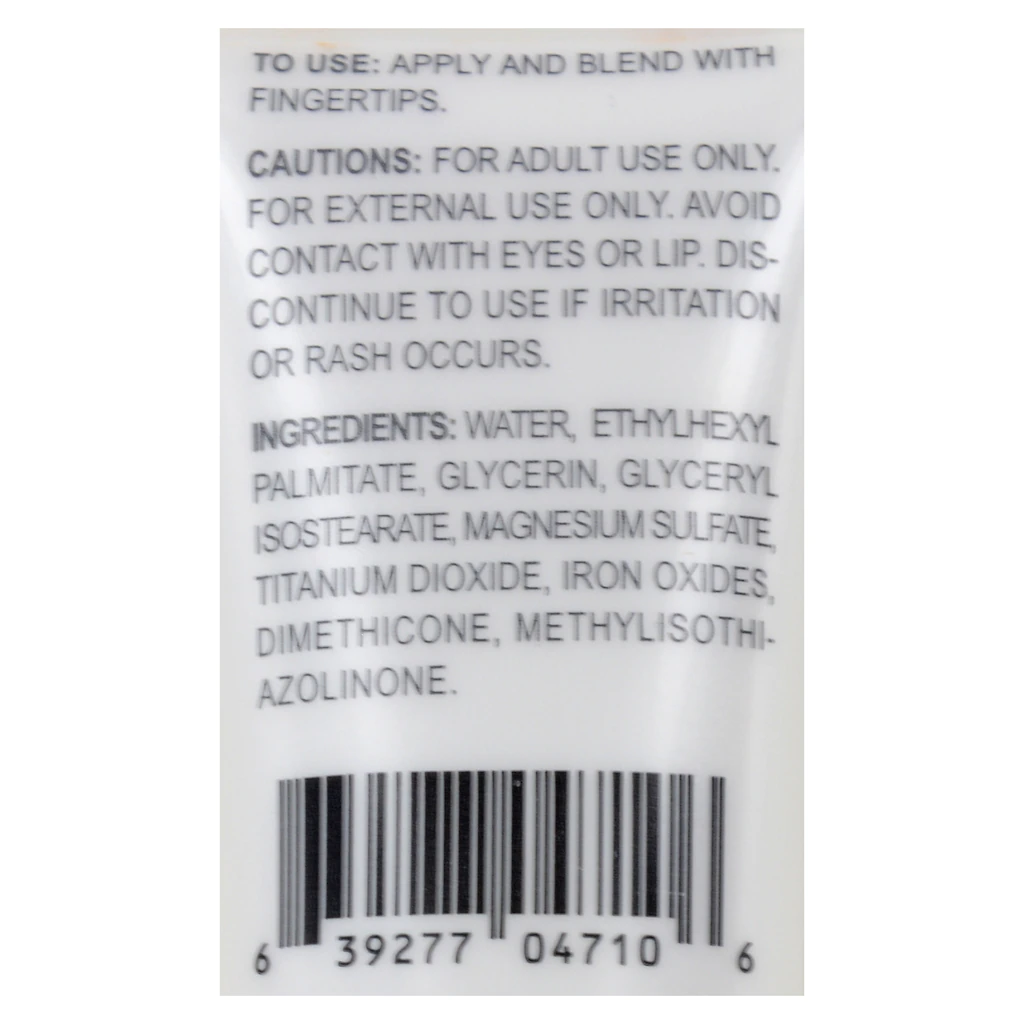 TO USE: APPLY AND BLEND WITH
FINGERTIPS.
CAUTIONS: FOR ADULT USE ONLY.
FOR EXTERNAL USE ONLY. AVOID
CONTACT WITH EYES OR LIP. DIS-
CONTINUE TO USE IF IRRITATION
OR RASH OCCURS.
INGREDIENTS: WATER, ETHYLHEXYL
PALMITATE, GLYCERIN, GLYCERYL
ISOSTEARATE, MAGNESIUM SULFATE,
TITANIUM DIOXIDE, IRON OXIDES,
DIMETHICONE, METHYLISOTHI-
AZOLINONE.
6 39277 04710 6